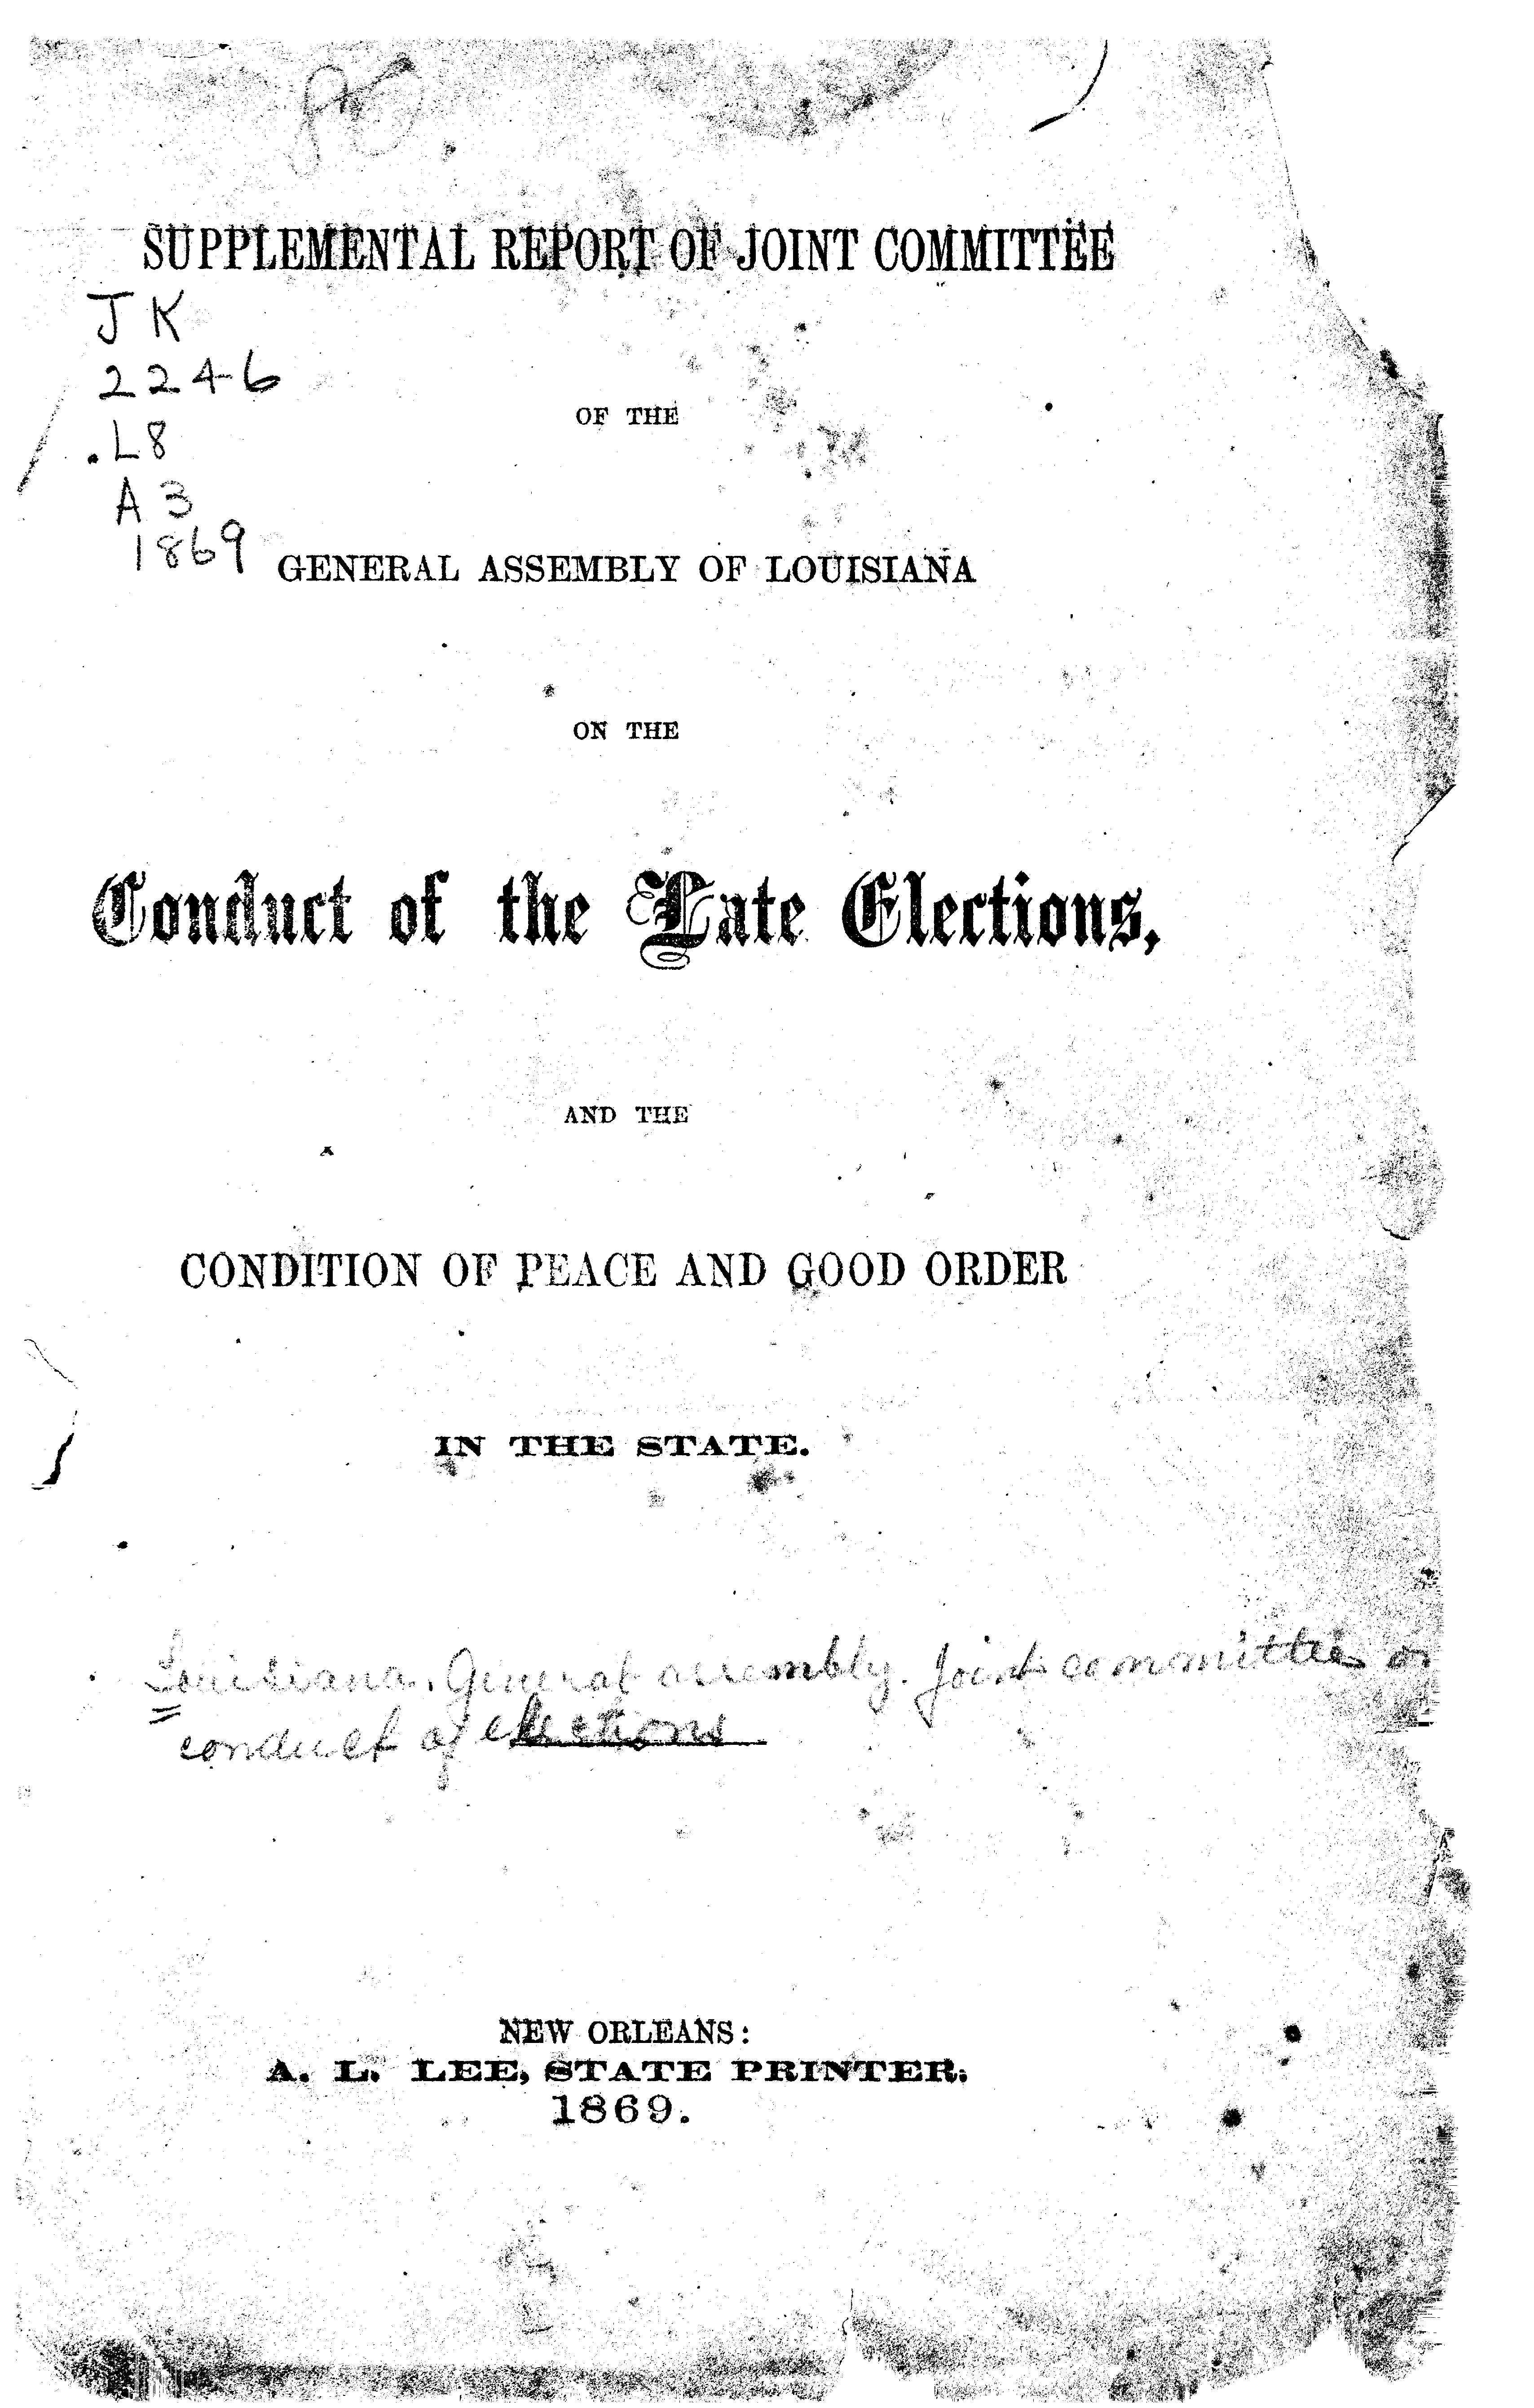 SUPPLEMENTAL REPORT OF JOINT COMMITTEE
JK
2246
.L8
A3
1869
OF THE
GENERAL ASSEMBLY OF LOUISIANA
ON THE
Conduct of the Late Elections,
AND THE
CONDITION OF PEACE AND GOOD ORDER
IN THE STATE.
Louisiana. General assembly. Joint committee on
conduct of elections
NEW ORLEANS:
A. L. LEE, STATE PRINTER.
1869.